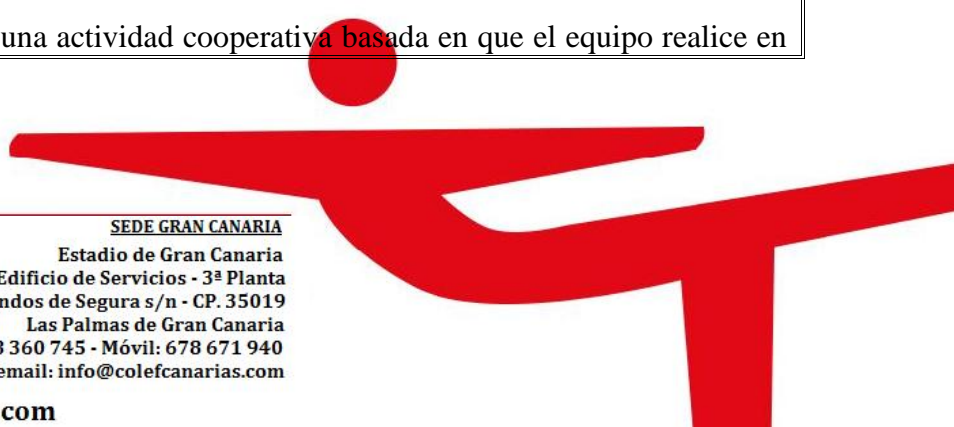 una actividad cooperativa basada en que el equipo realice en
SEDE GRAN CANARIA
Estadio de Gran Canaria
Edificio de Servicios - 3ª Planta
ndos de Segura s/n - CP. 35019
Las Palmas de Gran Canaria
360 745 - Móvil: 678 671 940
email: info@colefcanarias.com
com